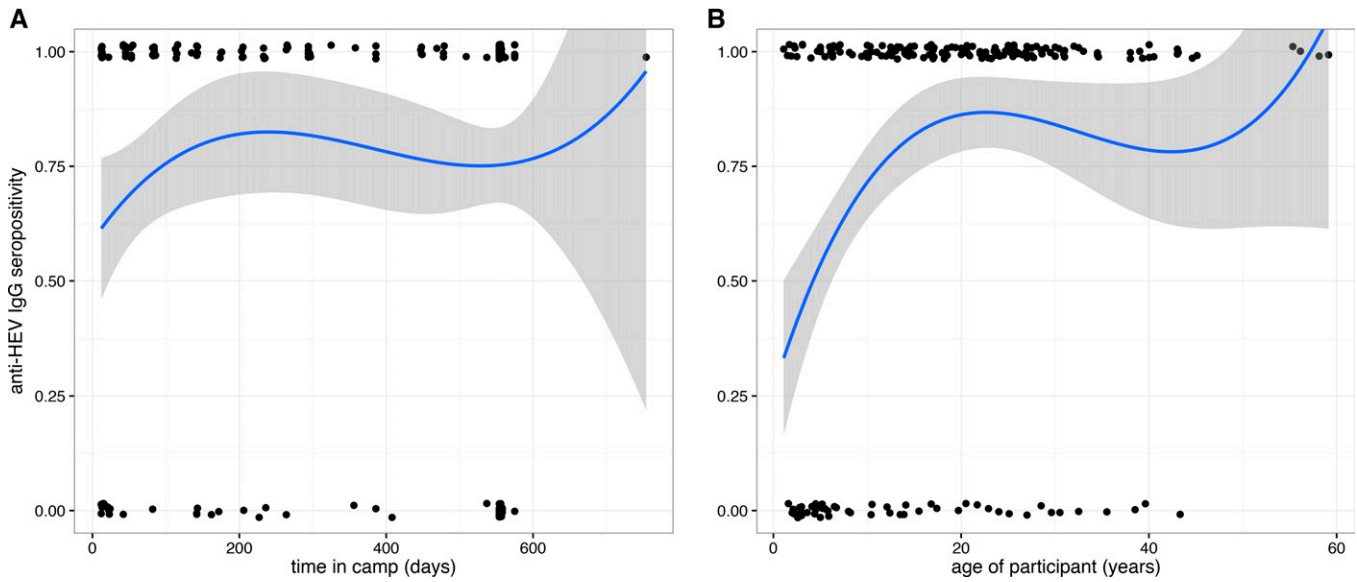 A
B
anti-HEV IgG seropositivity
1.00
0.75
0.50
0.25
0.00
0 200 400 600
time in camp (days)
1.00
0.75
0.50
0.25
0.00
0 20 40 60
age of participant (years)